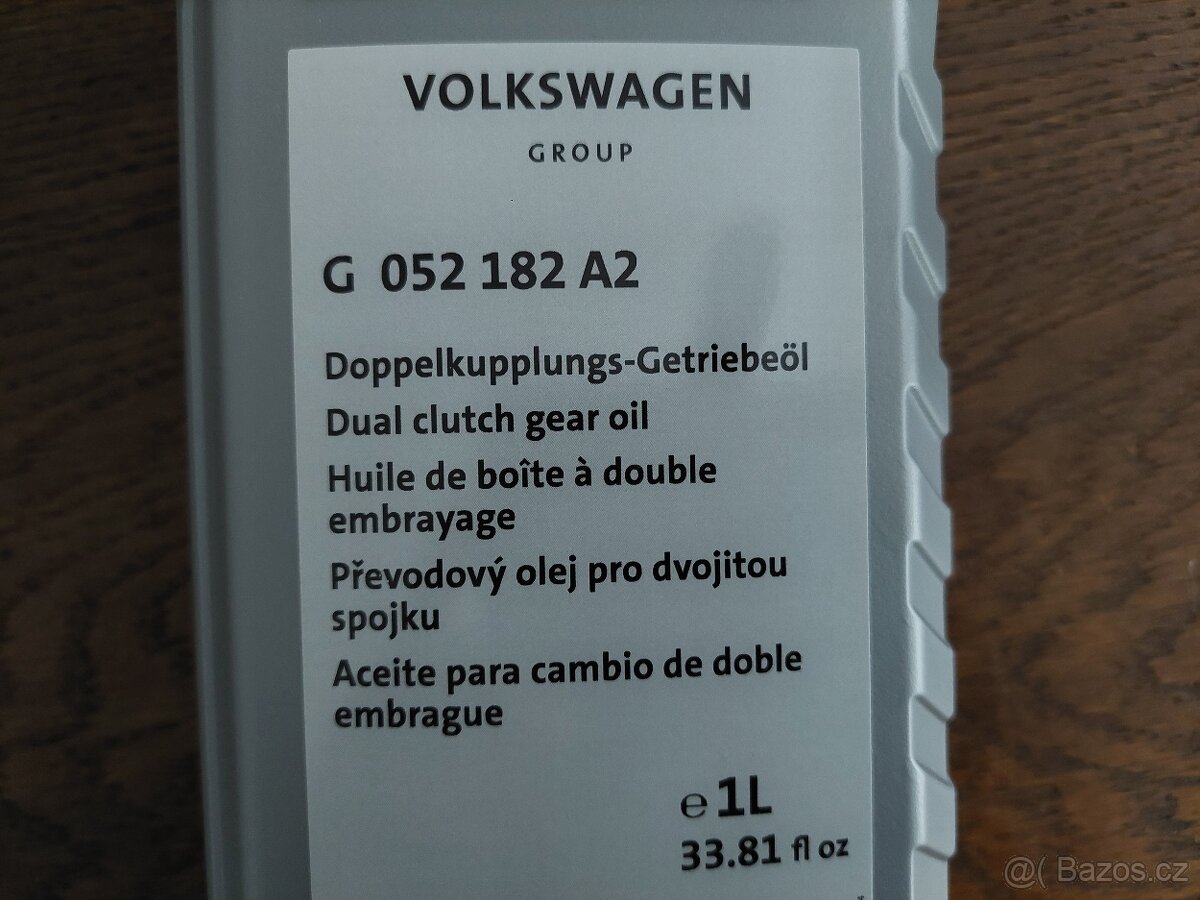 VOLKSWAGEN
GROUP
G 052 182 A2
Doppelkupplungs-Getriebeöl
Dual clutch gear oil
Huile de boîte à double
embrayage
Převodový olej pro dvojitou
spojku
Aceite para cambio de doble
embrague
℮ 1L
33.81 fl oz
@( Bazos.cz